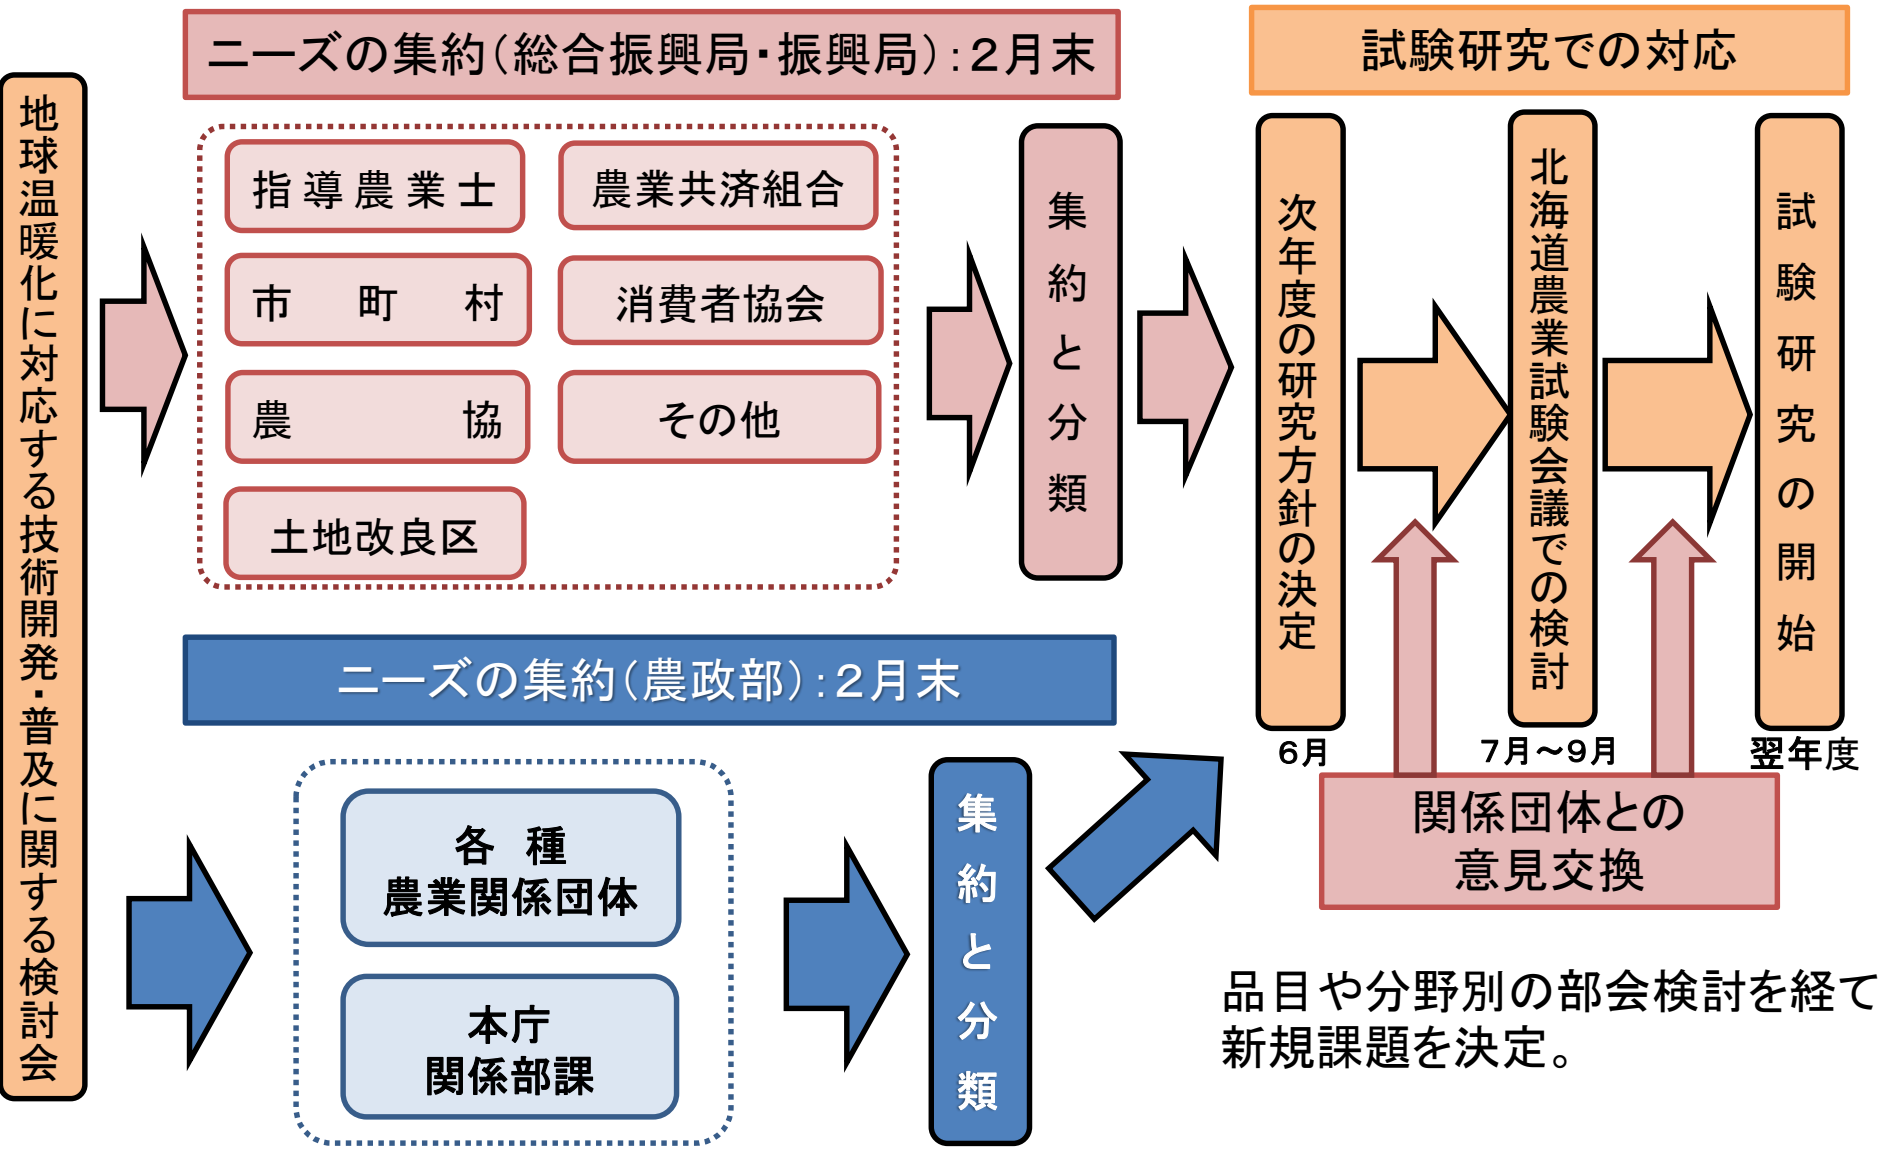 地球温暖化に対応する技術開発・普及に関する検討会
ニーズの集約(総合振興局・振興局):2月末
指導農業士
農業共済組合
市 町 村
消費者協会
農 協
その他
土地改良区
集約と分類
ニーズの集約(農政部):2月末
各 種
農業関係団体
本庁
関係部課
集約と分類
試験研究での対応
次年度の研究方針の決定
6月
北海道農業試験会議での検討
7月~9月
試験研究の開始
翌年度
関係団体との
意見交換
品目や分野別の部会検討を経て
新規課題を決定。